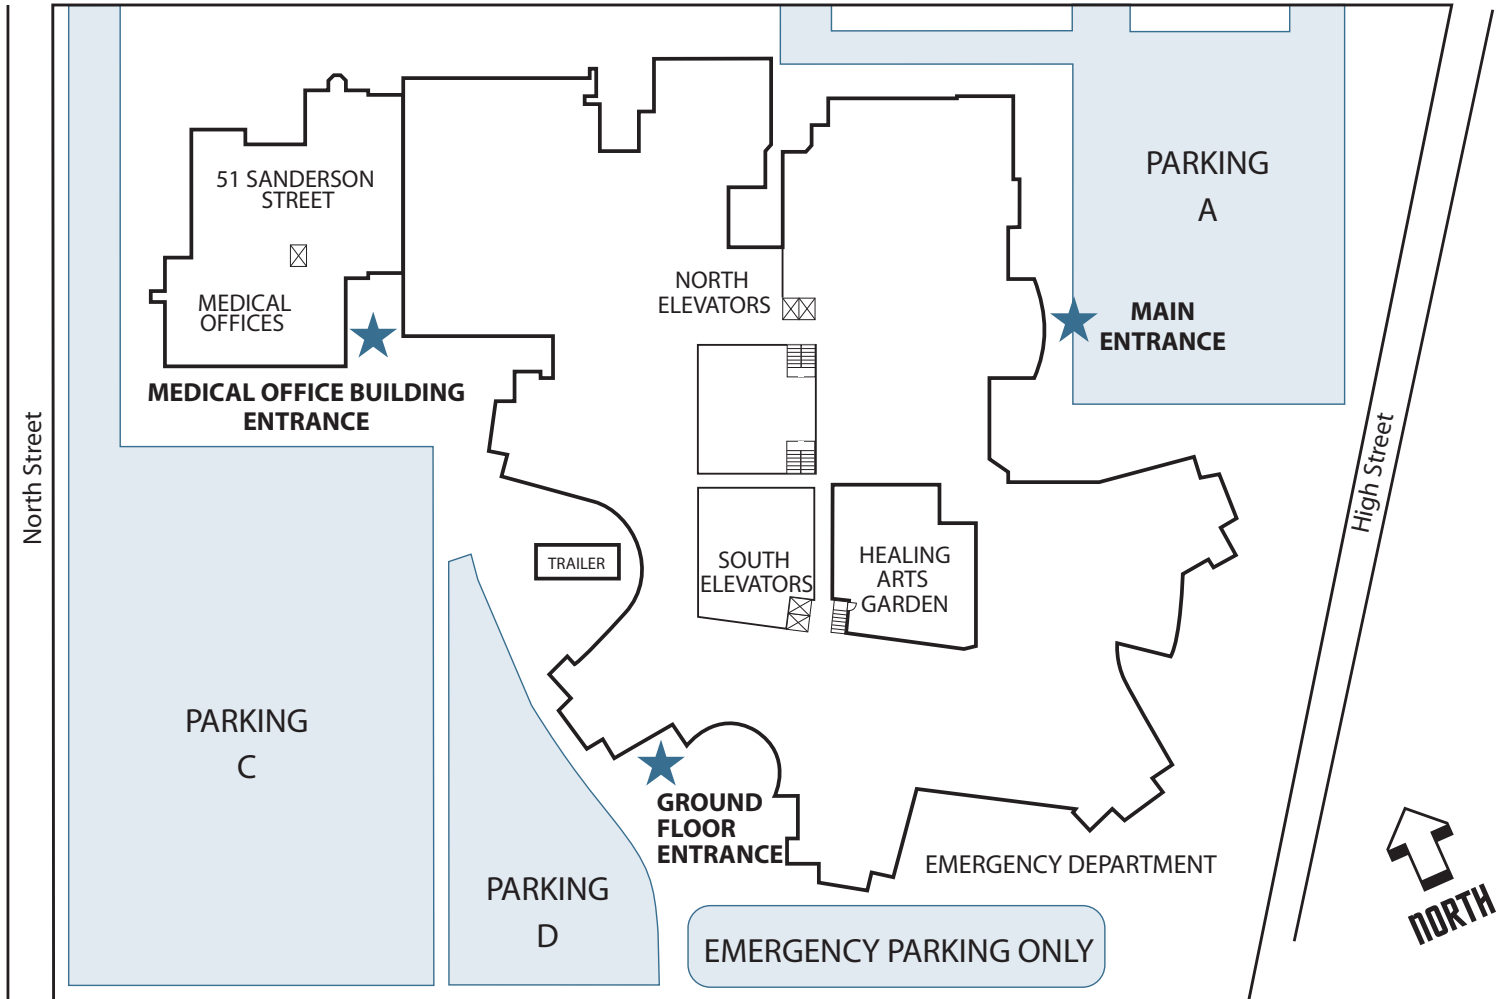 51 SANDERSON
STREET
MEDICAL
OFFICES
MEDICAL OFFICE BUILDING
ENTRANCE
NORTH
ELEVATORS
PARKING
A
MAIN
ENTRANCE
North Street
High Street
TRAILER
SOUTH
ELEVATORS
HEALING
ARTS
GARDEN
PARKING
C
GROUND
FLOOR
ENTRANCE
PARKING
D
EMERGENCY DEPARTMENT
EMERGENCY PARKING ONLY
NORTH